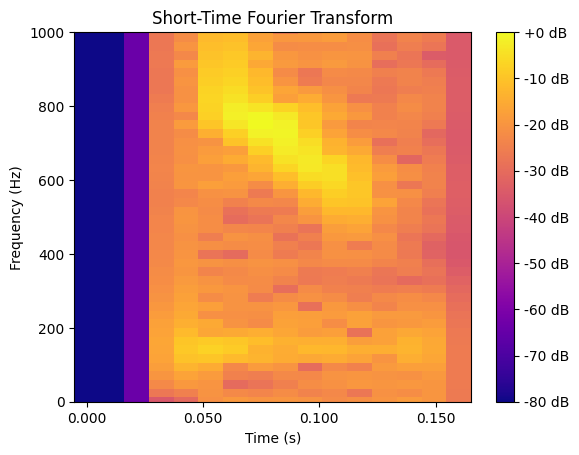 Short-Time Fourier Transform
1000
800
600
400
200
0
Frequency (Hz)
0.000
0.050
0.100
0.150
Time (s)
+0 dB
-10 dB
-20 dB
-30 dB
-40 dB
-50 dB
-60 dB
-70 dB
-80 dB